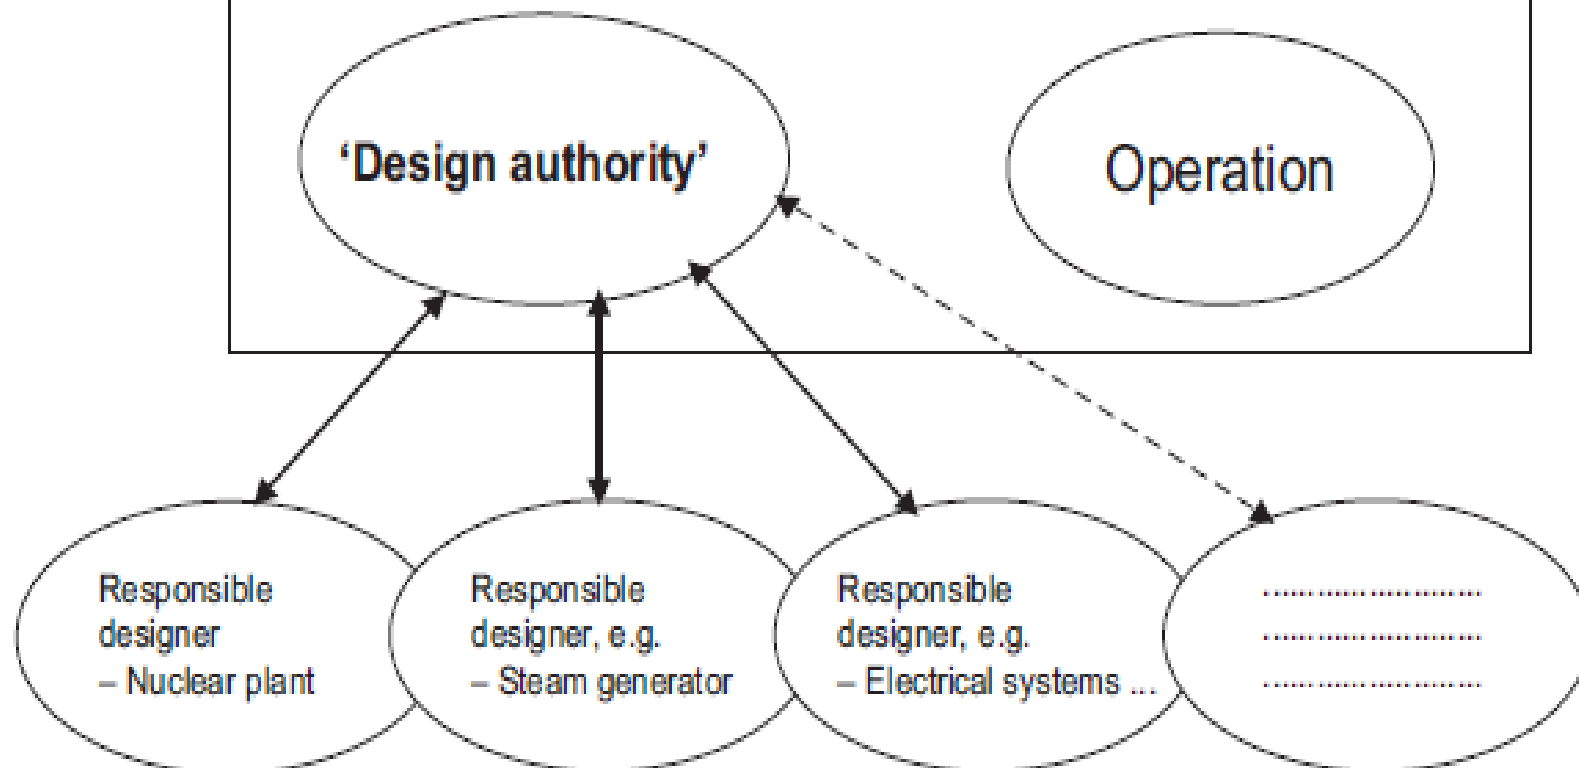 ‘Design authority’
Operation
Responsible
designer
– Nuclear plant
Responsible
designer, e.g.
– Steam generator
Responsible
designer, e.g.
– Electrical systems ...